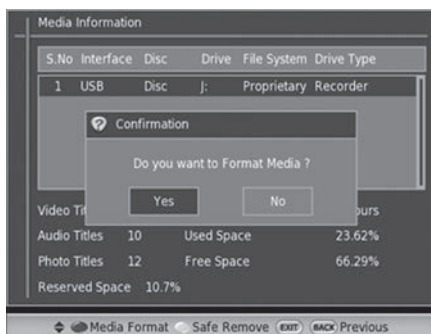 Media Information
S.No Interface Disc Drive File System Drive Type
1 USB Disc J: Proprietary Recorder
Confirmation
Do you want to Format Media ?
Yes No
Video
Audio Titles 10 Used Space 23.62%
Photo Titles 12 Free Space 66.29%
Reserved Space 10.7%
Media Format Safe Remove EXIT BACK Previous